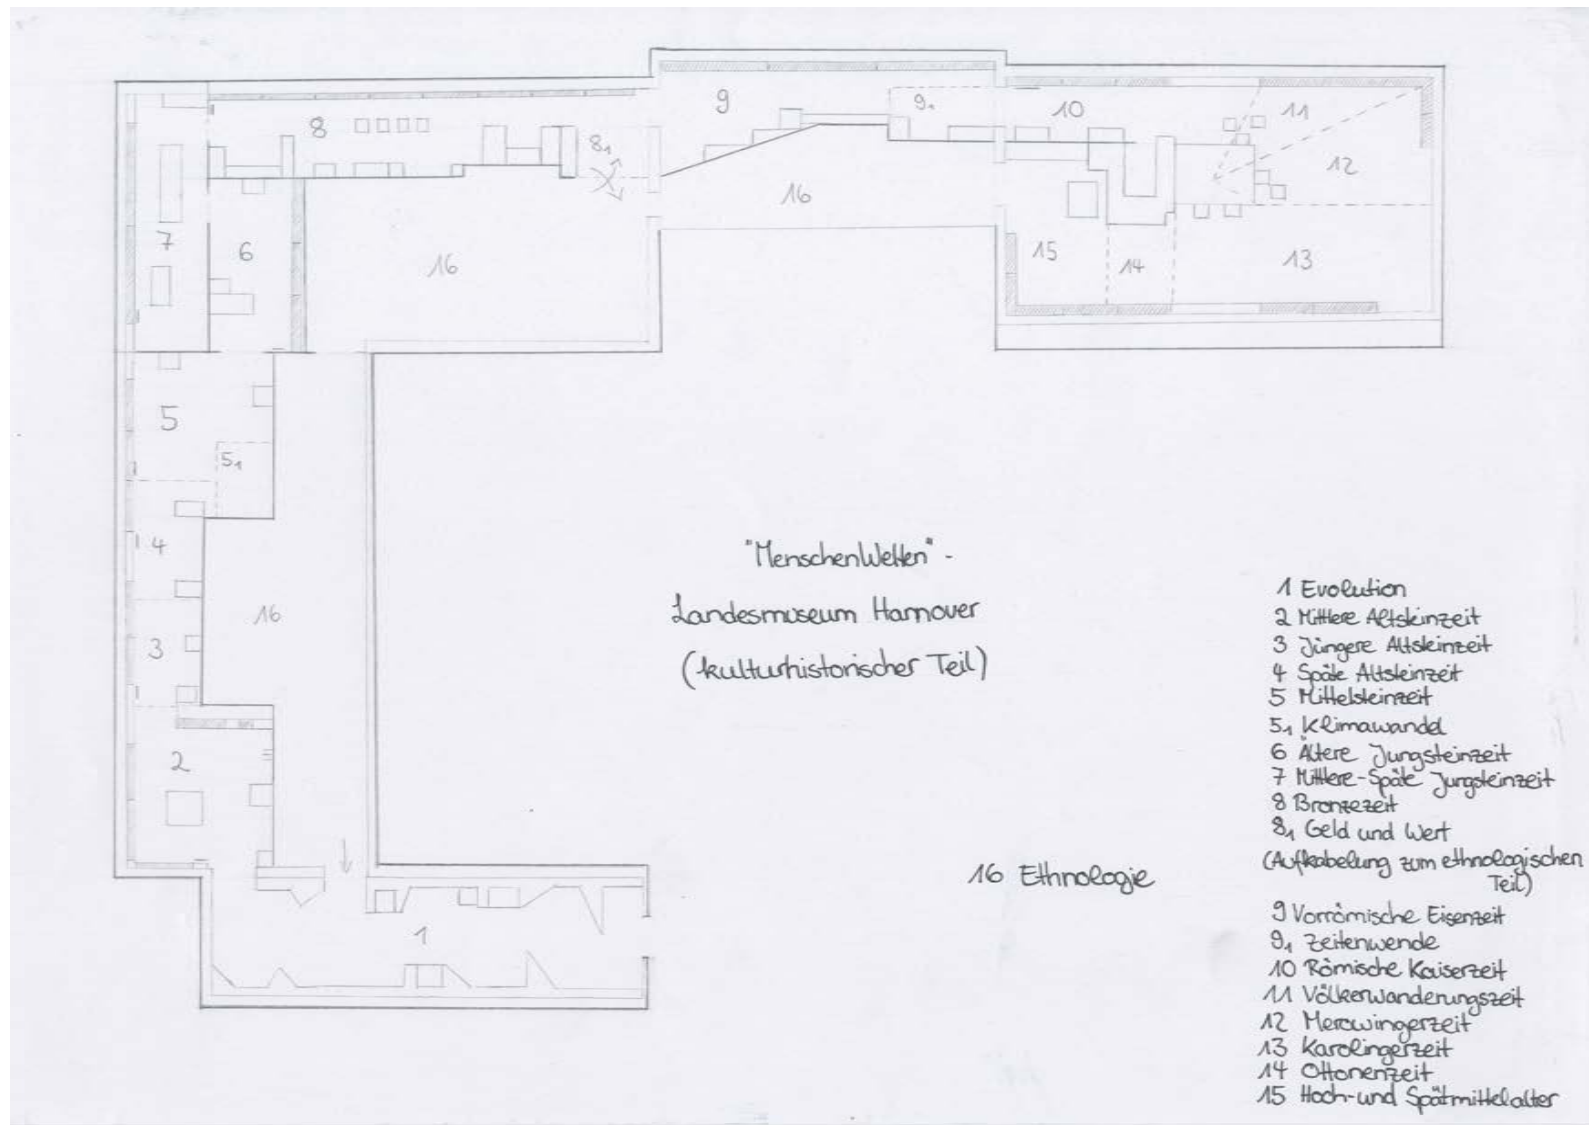 9
9₁
10
11
8
8₁
12
16
7
6
16
15
14
13
5
5₁
4
16
3
2
1
"MenschenWelten" -
Landesmuseum Hannover
(kulturhistorischer Teil)
16 Ethnologie
1 Evolution
2 Mittlere Altsteinzeit
3 Jüngere Altsteinzeit
4 Späte Altsteinzeit
5 Mittelsteinzeit
5₁ Klimawandel
6 Ältere Jungsteinzeit
7 Mittlere-Späte Jungsteinzeit
8 Bronzezeit
8₁ Geld und Wert
(Aufkabelung zum ethnologischen
Teil)
9 Vorrömische Eisenzeit
9₁ Zeitenwende
10 Römische Kaiserzeit
11 Völkerwanderungszeit
12 Merowingerzeit
13 Karolingerzeit
14 Ottonenzeit
15 Hoch-und Spätmittelalter